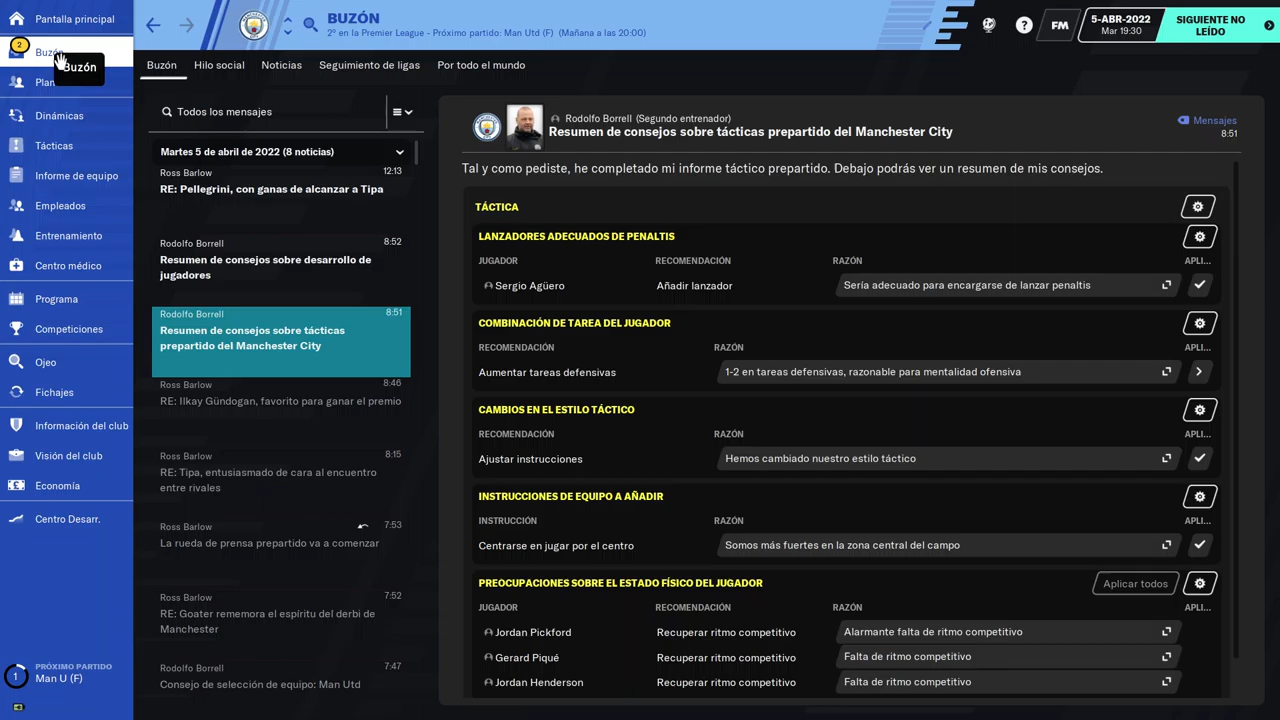 Pantalla principal
2
Buzón
Buzón
Plan
Dinámicas
Tácticas
Informe de equipo
Empleados
Entrenamiento
Centro médico
Programa
Competiciones
Ojeo
Fichajes
Información del club
Visión del club
Economía
Centro Desarr.
PRÓXIMO PARTIDO
1
Man U (F)
BUZÓN
2º en la Premier League - Próximo partido: Man Utd (F) (Mañana a las 20:00)
?
FM
5-ABR-2022
Mar 19:30
SIGUIENTE NO LEÍDO
Buzón
Hilo social
Noticias
Seguimiento de ligas
Por todo el mundo
Todos los mensajes
Martes 5 de abril de 2022 (8 noticias)
Ross Barlow 12:13
RE: Pellegrini, con ganas de alcanzar a Tipa
Rodolfo Borrell 8:52
Resumen de consejos sobre desarrollo de
jugadores
Rodolfo Borrell 8:51
Resumen de consejos sobre tácticas
prepartido del Manchester City
Ross Barlow 8:46
RE: Ilkay Gündogan, favorito para ganar el premio
Ross Barlow 8:15
RE: Tipa, entusiasmado de cara al encuentro
entre rivales
Ross Barlow 7:53
La rueda de prensa prepartido va a comenzar
Ross Barlow 7:52
RE: Goater rememora el espíritu del derbi de
Manchester
Rodolfo Borrell 7:47
Consejo de selección de equipo: Man Utd
Rodolfo Borrell (Segundo entrenador)
Resumen de consejos sobre tácticas prepartido del Manchester City
Mensajes
8:51
Tal y como pediste, he completado mi informe táctico prepartido. Debajo podrás ver un resumen de mis consejos.
TÁCTICA
LANZADORES ADECUADOS DE PENALTIS
JUGADOR RECOMENDACIÓN RAZÓN APLI...
Sergio Agüero Añadir lanzador Sería adecuado para encargarse de lanzar penaltis
COMBINACIÓN DE TAREA DEL JUGADOR
RECOMENDACIÓN RAZÓN APLI...
Aumentar tareas defensivas 1-2 en tareas defensivas, razonable para mentalidad ofensiva
CAMBIOS EN EL ESTILO TÁCTICO
RECOMENDACIÓN RAZÓN APLI...
Ajustar instrucciones Hemos cambiado nuestro estilo táctico
INSTRUCCIONES DE EQUIPO A AÑADIR
INSTRUCCIÓN RAZÓN APLI...
Centrarse en jugar por el centro Somos más fuertes en la zona central del campo
PREOCUPACIONES SOBRE EL ESTADO FÍSICO DEL JUGADOR Aplicar todos
JUGADOR RECOMENDACIÓN RAZÓN APLI...
Jordan Pickford Recuperar ritmo competitivo Alarmante falta de ritmo competitivo
Gerard Piqué Recuperar ritmo competitivo Falta de ritmo competitivo
Jordan Henderson Recuperar ritmo competitivo Falta de ritmo competitivo